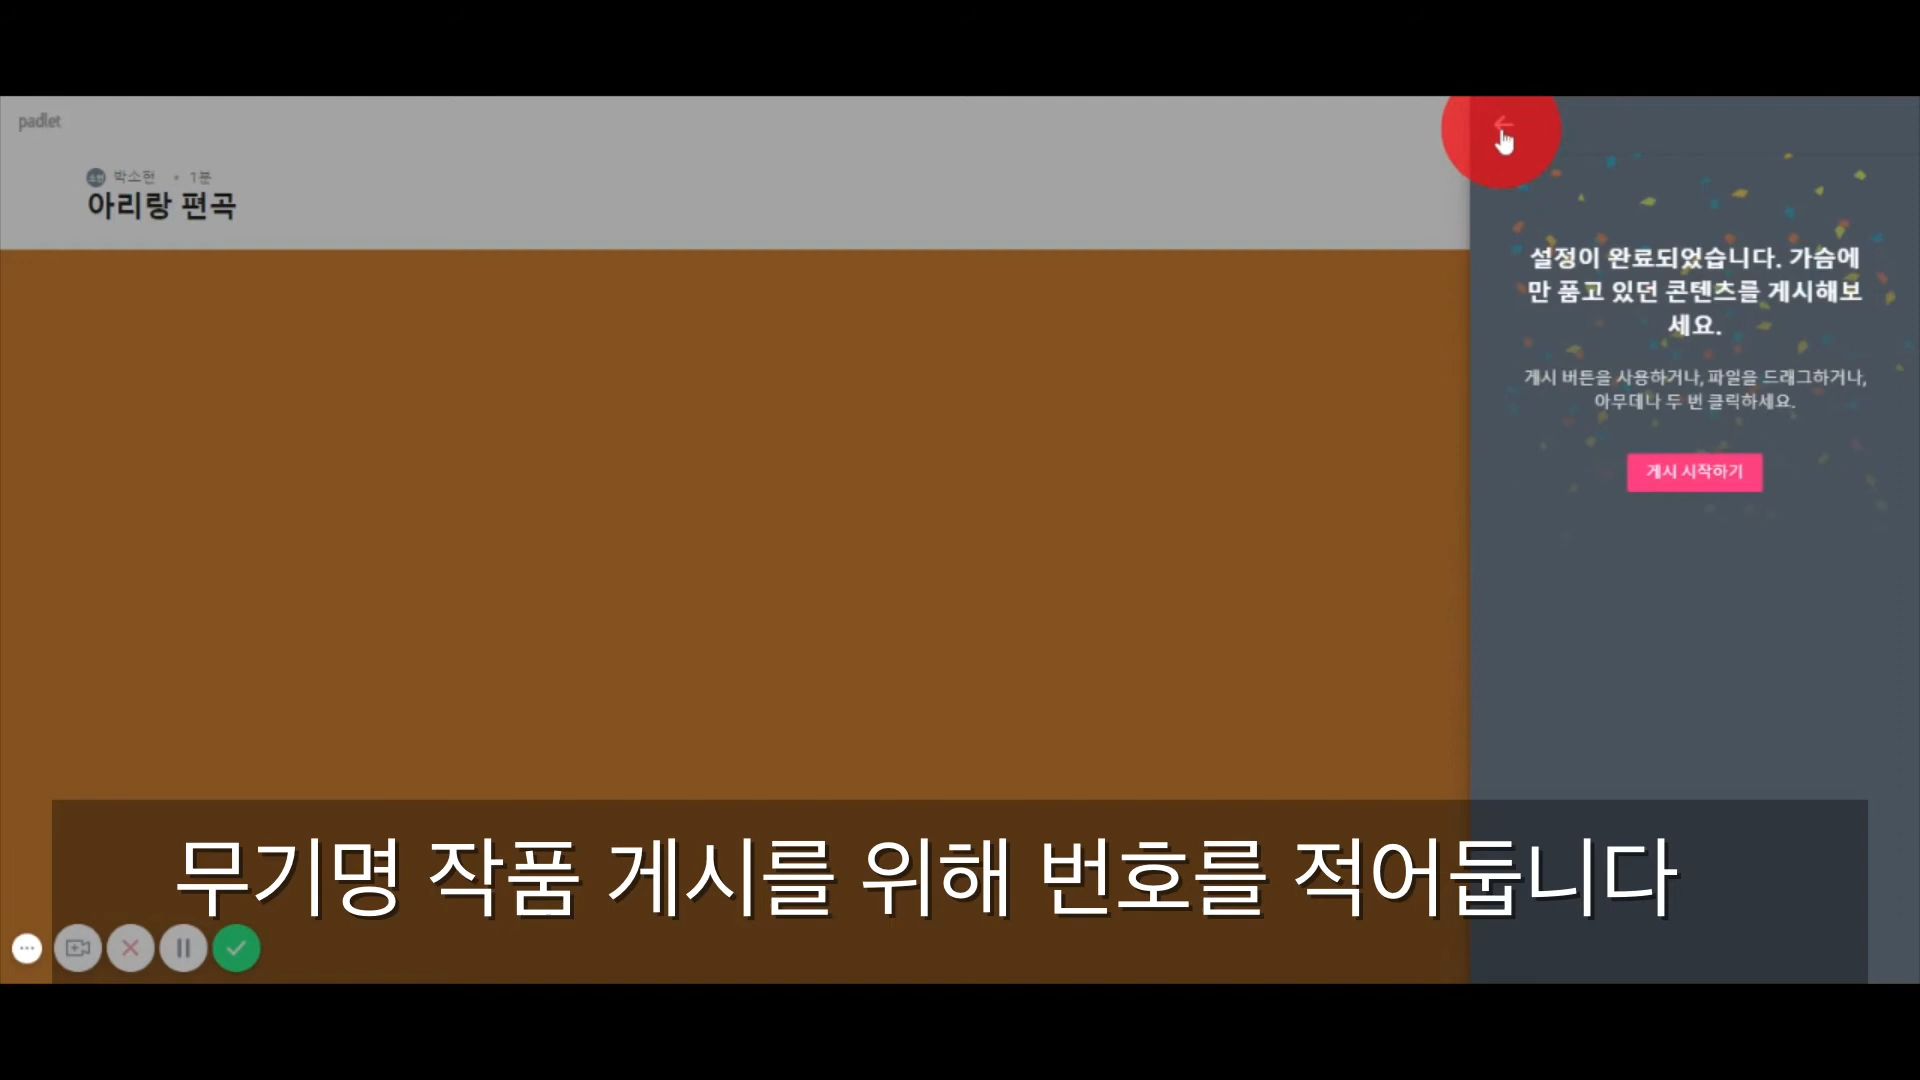 padlet
박소현 • 1분
아리랑 편곡
설정이 완료되었습니다. 가슴에
만 품고 있던 콘텐츠를 게시해보
세요.
게시 버튼을 사용하거나, 파일을 드래그하거나,
아무데나 두 번 클릭하세요.
게시 시작하기
무기명 작품 게시를 위해 번호를 적어둡니다